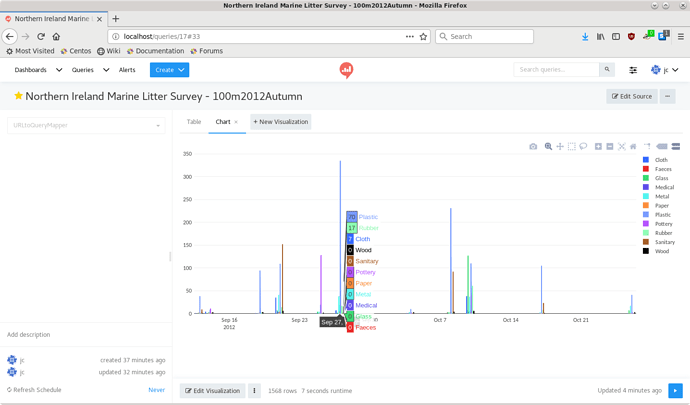 Northern Ireland Marine Litter Survey - 100m2012Autumn - Mozilla Firefox
Northern Ireland Marine L
localhost/queries/17#33
Search
Most Visited Centos Wiki Documentation Forums
Dashboards Queries Alerts Create Search queries... jc
Northern Ireland Marine Litter Survey - 100m2012Autumn
Edit Source
URLtoQueryMapper
Table Chart × + New Visualization
350
300
250
200
150
100
50
0
Sep 16
2012
Sep 23
Oct 7
Oct 14
Oct 21
70 Plastic
17 Rubber
Cloth
0 Wood
0 Sanitary
0 Pottery
0 Paper
Metal
0 Medical
0 Glass
0 Faeces
Sep 27
Cloth
Faeces
Glass
Medical
Metal
Paper
Plastic
Pottery
Rubber
Sanitary
Wood
Add description
jc created 37 minutes ago
jc updated 32 minutes ago
Refresh Schedule Never
Edit Visualization 1568 rows 7 seconds runtime Updated 4 minutes ago